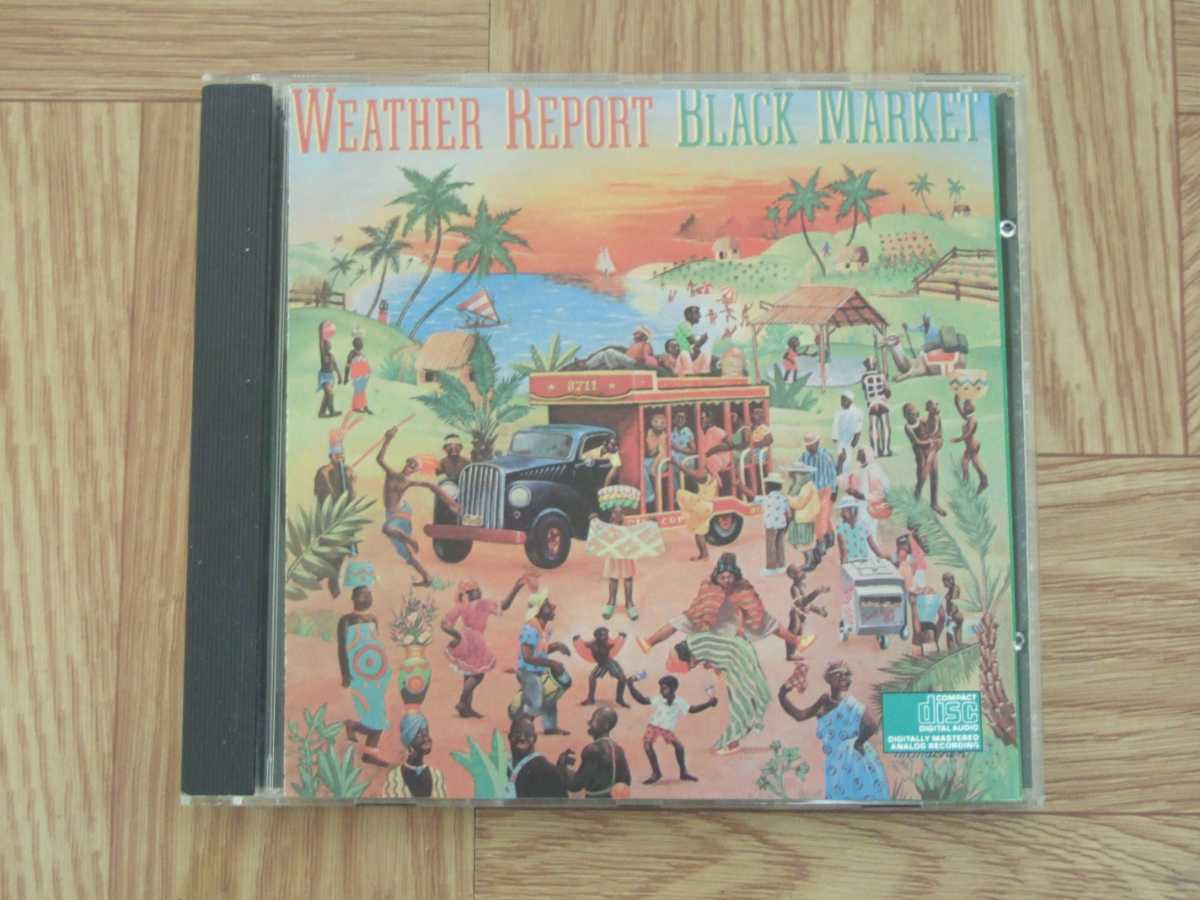 WEATHER REPORT BLACK MARKET
8711
COMPACT
disc
DIGITAL AUDIO
DIGITALLY MASTERED
ANALOG RECORDING